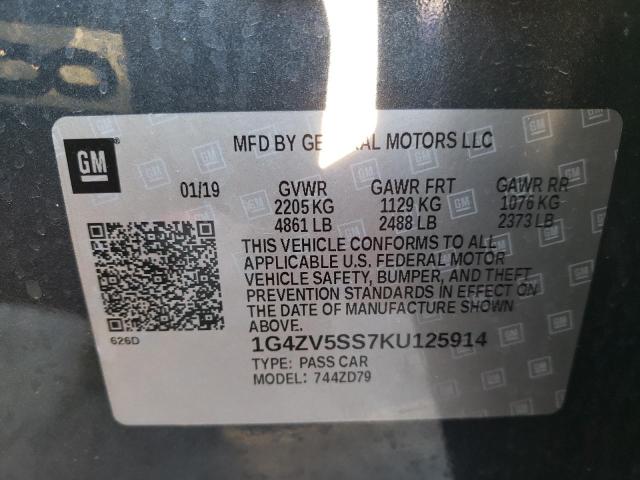 GM
MFD BY GENERAL MOTORS LLC
01/19 GVWR GAWR FRT GAWR RR
2205 KG 1129 KG 1076 KG
4861 LB 2488 LB 2373 LB
THIS VEHICLE CONFORMS TO ALL
APPLICABLE U.S. FEDERAL MOTOR
VEHICLE SAFETY, BUMPER, AND THEFT
PREVENTION STANDARDS IN EFFECT ON
THE DATE OF MANUFACTURE SHOWN
ABOVE.
626D
1G4ZV5SS7KU125914
TYPE: PASS CAR
MODEL: 744ZD79